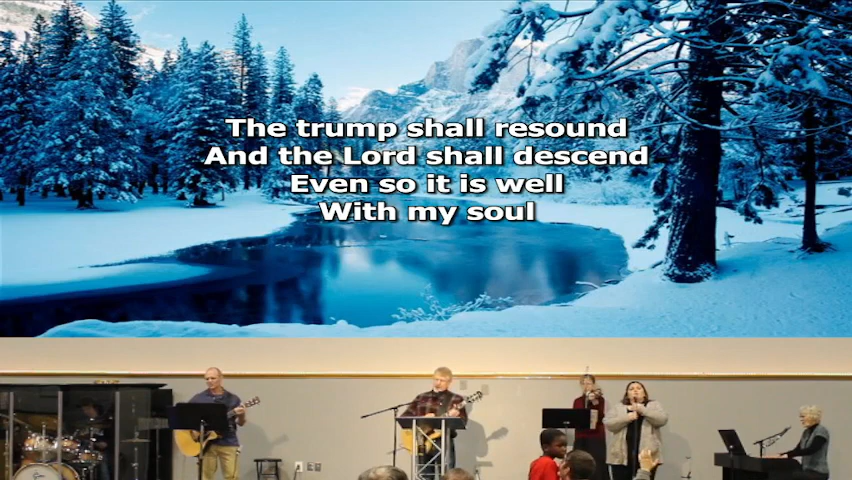 The trump shall resound
And the Lord shall descend
Even so it is well
With my soul